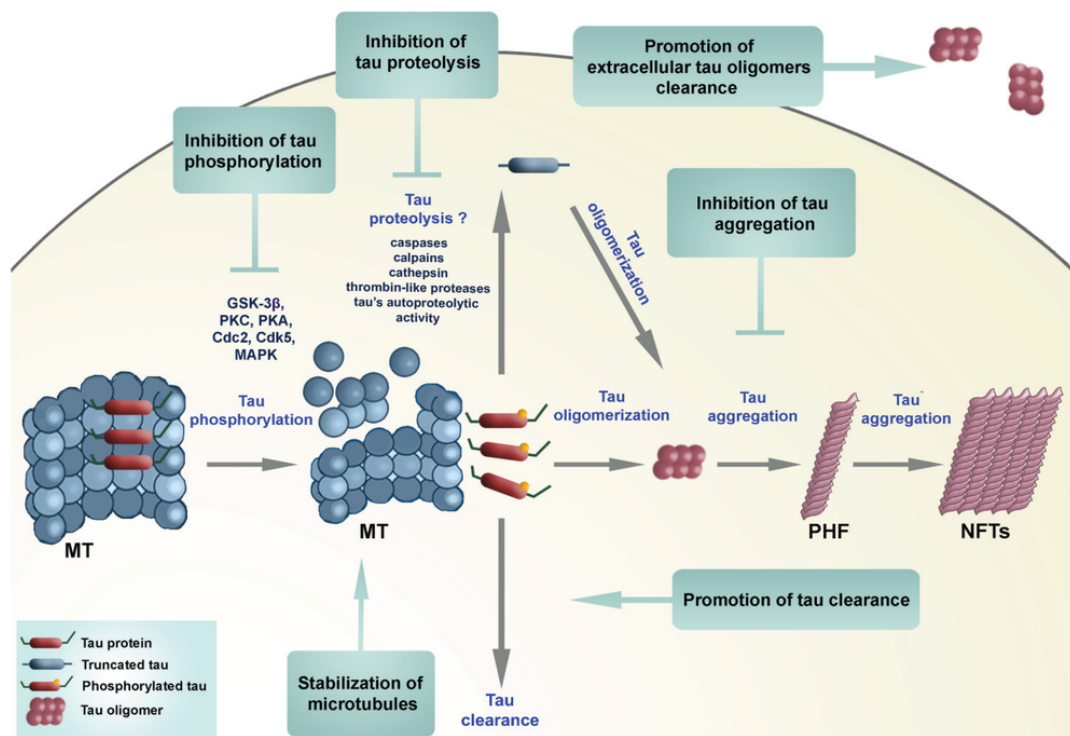 Inhibition of
tau proteolysis
Promotion of
extracellular tau oligomers
clearance
Inhibition of tau
phosphorylation
Tau
proteolysis ?
caspases
calpains
cathepsin
thrombin-like proteases
tau's autoproteolytic
activity
Tau
oligomerization
Inhibition of tau
aggregation
GSK-3β,
PKC, PKA,
Cdc2, Cdk5,
MAPK
Tau
phosphorylation
Tau
oligomerization
Tau
aggregation
Tau
aggregation
MT
MT
PHF
NFTs
Promotion of tau clearance
Stabilization of
microtubules
Tau
clearance
Tau protein
Truncated tau
Phosphorylated tau
Tau oligomer